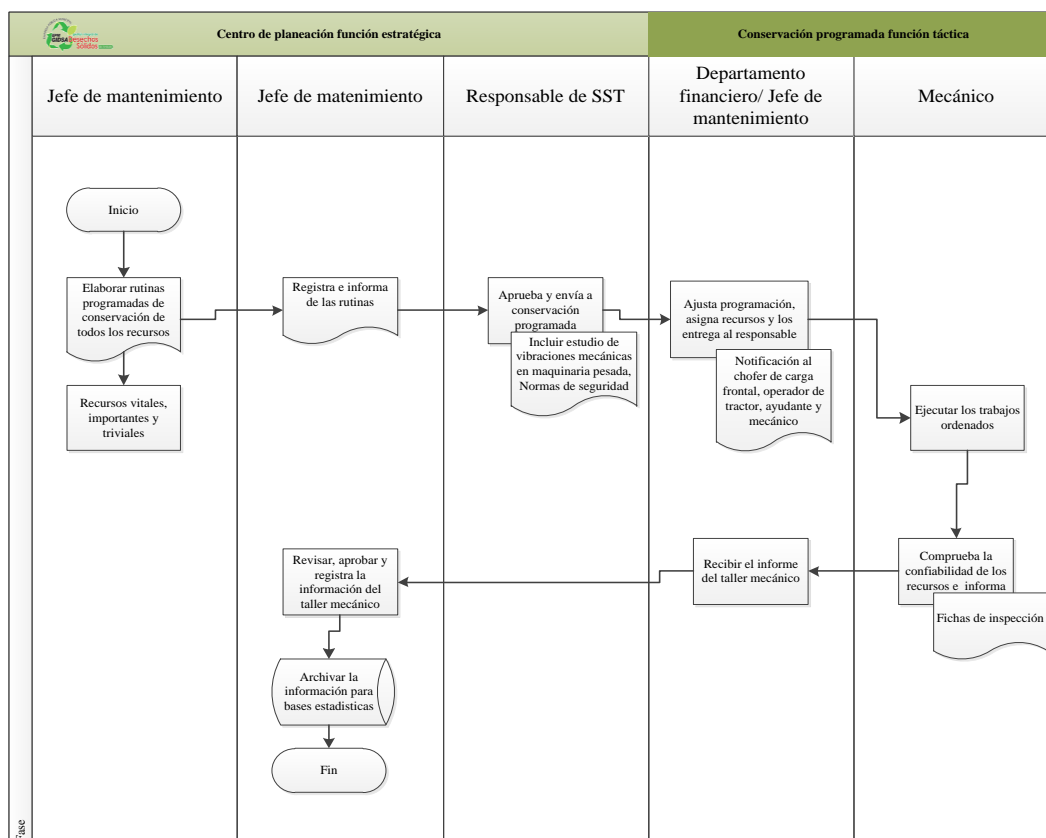 Centro de planeación función estratégica
Conservación programada función táctica
GIDSA
Desechos
Sólidos
Jefe de mantenimiento
Jefe de matenimiento
Responsable de SST
Departamento
financiero/ Jefe de
mantenimiento
Mecánico
Inicio
Elaborar rutinas
programadas de
conservación de
todos los recursos
Recursos vitales,
importantes y
triviales
Registra e informa
de las rutinas
Aprueba y envía a
conservación
programada
Incluir estudio de
vibraciones mecánicas
en maquinaria pesada,
Normas de seguridad
Ajusta programación,
asigna recursos y los
entrega al responsable
Notificación al
chofer de carga
frontal, operador de
tractor, ayudante y
mecánico
Ejecutar los trabajos
ordenados
Comprueba la
confiabilidad de los
recursos e informa
Fichas de inspección
Recibir el informe
del taller mecánico
Revisar, aprobar y
registra la
información del
taller mecánico
Archivar la
información para
bases estadisticas
Fin
Fase